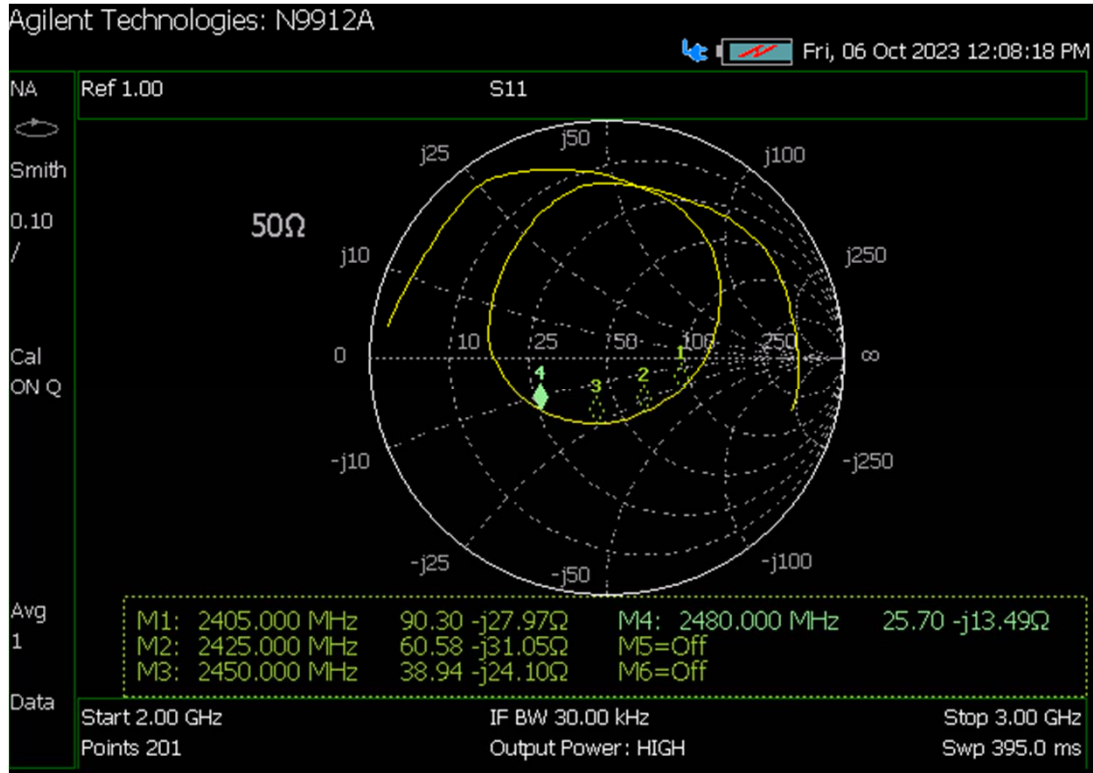 Agilent Technologies: N9912A
Fri, 06 Oct 2023 12:08:18 PM
NA
Ref 1.00
S11
Smith
0.10
/
Cal
ON Q
Avg
1
Data
50Ω
j50
j25
j100
j10
j250
0
10
25
50
100
250
∞
1
4
3
2
-j10
-j250
-j25
-j50
-j100
M1: 2405.000 MHz 90.30 -j27.97Ω M4: 2480.000 MHz 25.70 -j13.49Ω
M2: 2425.000 MHz 60.58 -j31.05Ω M5=Off
M3: 2450.000 MHz 38.94 -j24.10Ω M6=Off
Start 2.00 GHz IF BW 30.00 kHz Stop 3.00 GHz
Points 201 Output Power: HIGH Swp 395.0 ms